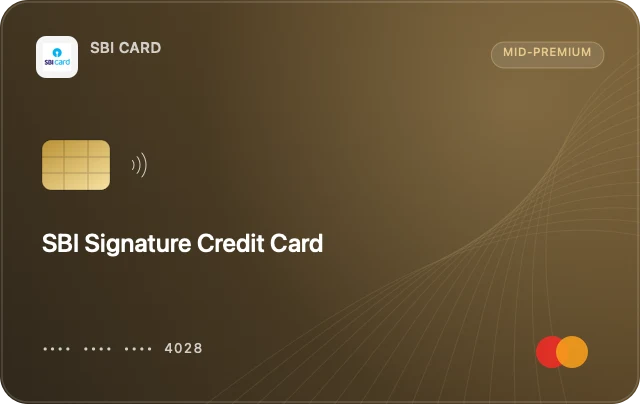 SBI card
SBI CARD
MID-PREMIUM
SBI Signature Credit Card
•••• •••• •••• 4028